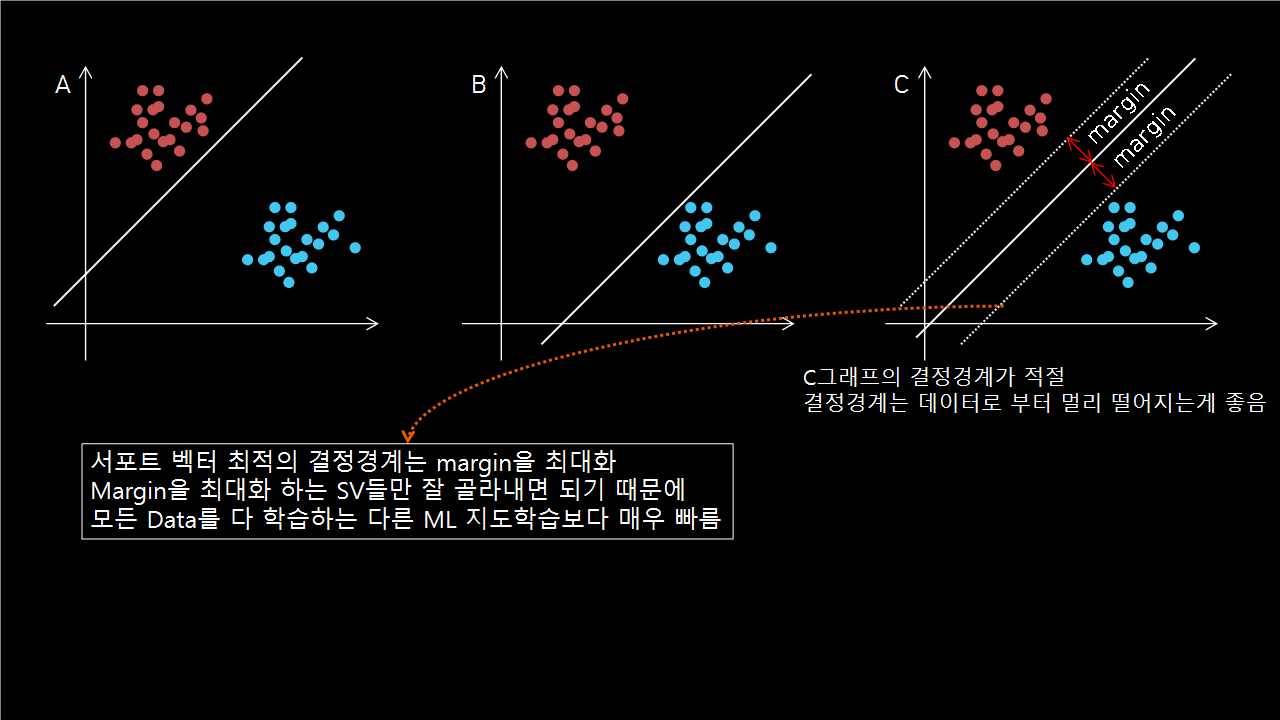 A
B
C
margin
margin
C그래프의 결정경계가 적절
결정경계는 데이터로 부터 멀리 떨어지는게 좋음
서포트 벡터 최적의 결정경계는 margin을 최대화
Margin을 최대화 하는 SV들만 잘 골라내면 되기 때문에
모든 Data를 다 학습하는 다른 ML 지도학습보다 매우 빠름